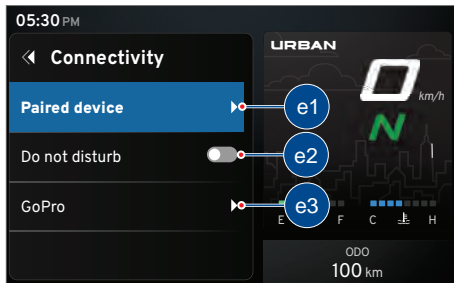 05:30 PM
Connectivity
Paired device
e1
Do not disturb
e2
GoPro
e3
URBAN
0 km/h
N
E F C H
ODO
100 km